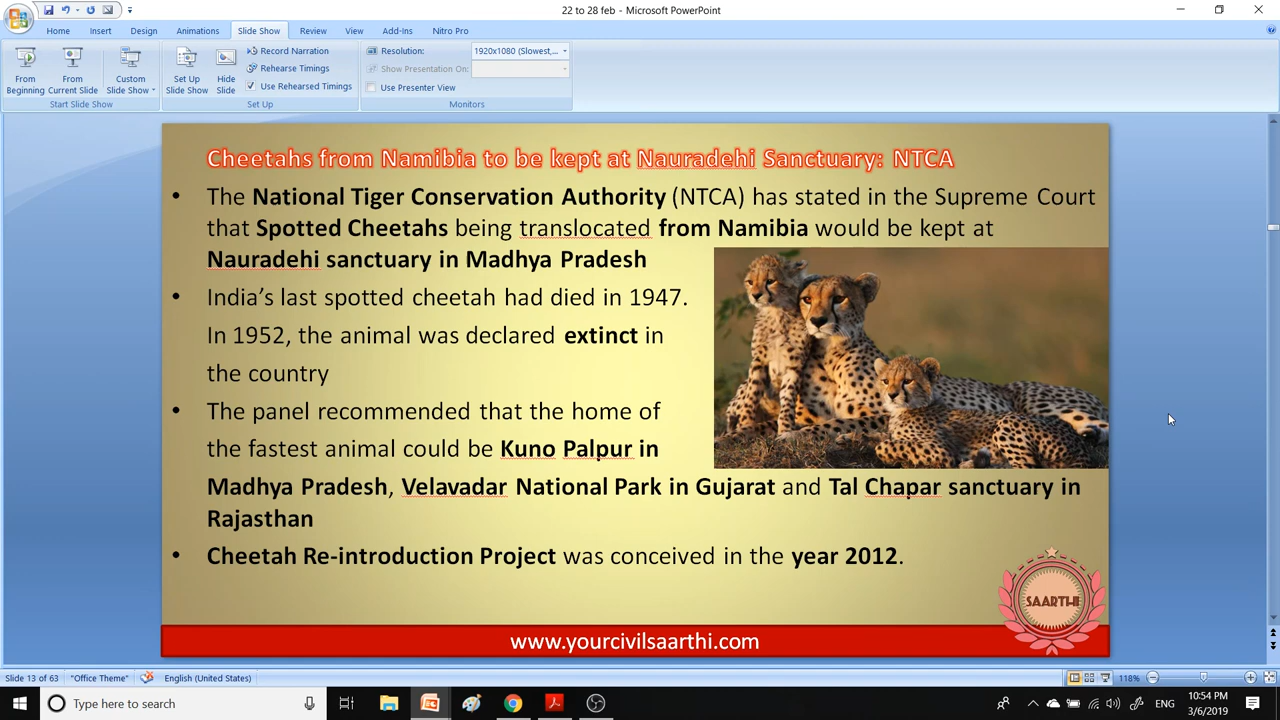 22 to 28 feb - Microsoft PowerPoint
Home Insert Design Animations Slide Show Review View Add-Ins Nitro Pro
From Beginning
From Current Slide
Custom Slide Show
Start Slide Show
Set Up Slide Show
Hide Slide
Record Narration
Rehearse Timings
Use Rehearsed Timings
Set Up
Resolution: 1920x1080 (Slowest,...
Show Presentation On:
Use Presenter View
Monitors
Cheetahs from Namibia to be kept at Nauradehi Sanctuary: NTCA
• The National Tiger Conservation Authority (NTCA) has stated in the Supreme Court
that Spotted Cheetahs being translocated from Namibia would be kept at
Nauradehi sanctuary in Madhya Pradesh
• India’s last spotted cheetah had died in 1947.
In 1952, the animal was declared extinct in
the country
• The panel recommended that the home of
the fastest animal could be Kuno Palpur in
Madhya Pradesh, Velavadar National Park in Gujarat and Tal Chapar sanctuary in
Rajasthan
• Cheetah Re-introduction Project was conceived in the year 2012.
SAARTHI
www.yourcivilsaarthi.com
Slide 13 of 63 "Office Theme" English (United States) 118%
Type here to search
ENG
10:54 PM
3/6/2019